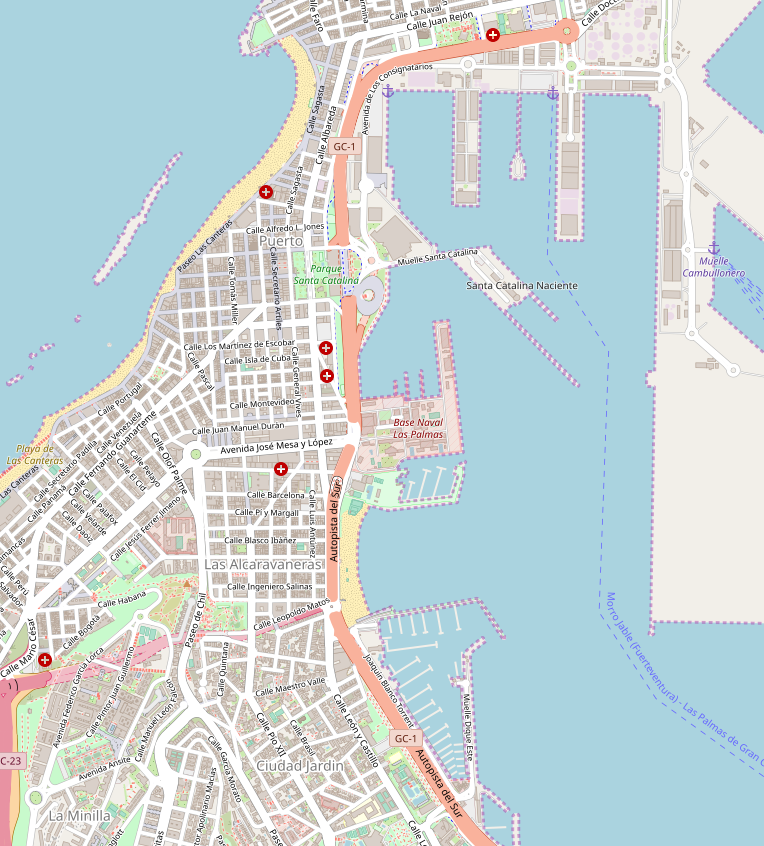 Calle Faro
Calle La Naval
Calle Juan Rejón
Avenida de Los Consignatarios
Calle Sagasta
Calle Albareda
GC-1
Calle Sagasta
Calle Alfredo L. Jones
Puerto
Paseo Las Canteras
Parque
Santa Catalina
Muelle Santa Catalina
Santa Catalina Naciente
Muelle
Cambullonero
Calle Tomás Miller
Calle Secretario Artiles
Calle Los Martínez de Escobar
Calle Isla de Cuba
Calle Pascal
Calle General Vives
Calle Montevideo
Calle Portugal
Calle Juan Manuel Durán
Avenida José Mesa y López
Base Naval
Las Palmas
Playa de
Las Canteras
Las Canteras
Calle Venezuela
Calle Fernando Guanarteme
Calle Secretario Padilla
Calle Panamá
Calle Olof Palme
Calle Pelayo
Calle El Cid
Calle Palafox
Calle Velarde
Calle Daoiz
Calle Jesús Ferrer Jimeno
Calle Barcelona
Calle Pi y Margall
Calle Luis Antúnez
Autopista del Sur
Calle Blasco Ibáñez
Las Alcaravaneras
Calle Ingeniero Salinas
Calle Perú
Salvador
Calle Habana
Calle Bogotá
Paseo de Chil
Calle Leopoldo Matos
Calle Mario César
Avenida Federico García Lorca
Calle Pintor Juan Guillermo
Calle Manuel León Falcón
Calle Quintana
Calle Maestro Valle
Joaquín Blanco Torrent
Calle León y Castillo
Muelle Dique Este
Morro Jable (Fuerteventura) - Las Palmas de Gran C
Calle Pío XII
Calle Brasil
GC-1
Autopista del Sur
C-23
Avenida Ansite
Calle García Morato
Ciudad Jardín
La Minilla